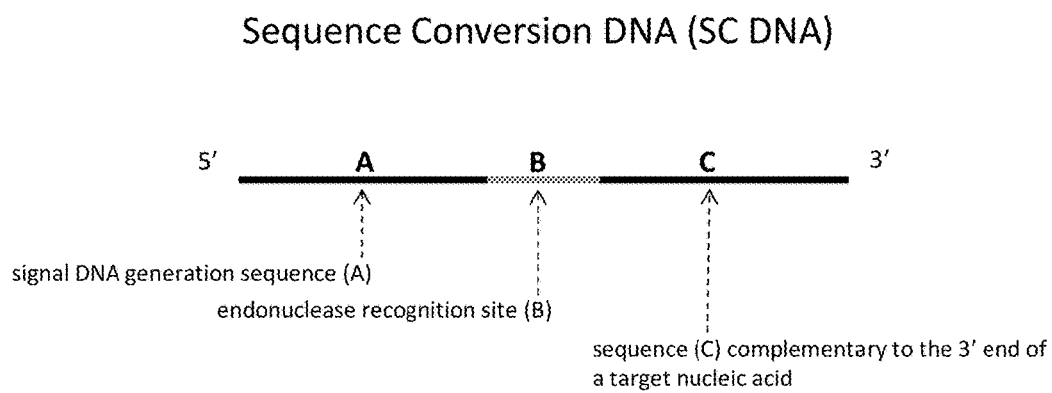 Sequence Conversion DNA (SC DNA)
5′ A B C 3′
signal DNA generation sequence (A)
endonuclease recognition site (B)
sequence (C) complementary to the 3′ end of
a target nucleic acid